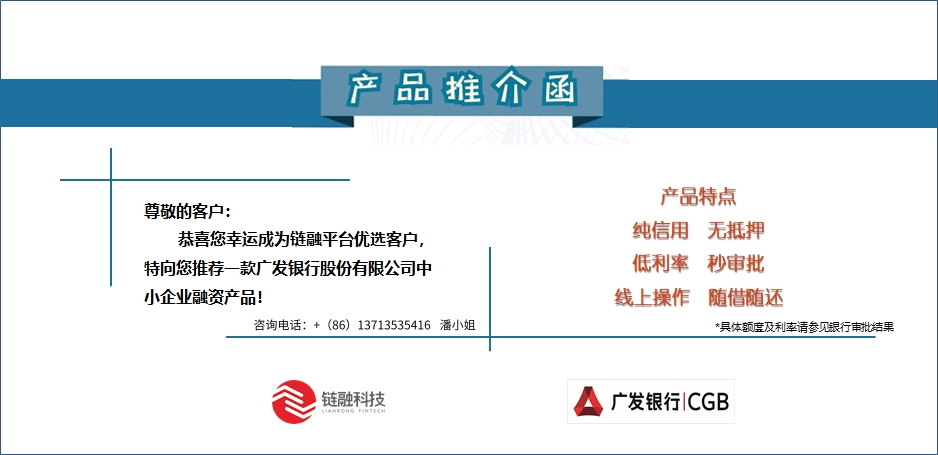 产品推介函
尊敬的客户：
恭喜您幸运成为链融平台优选客户，
特向您推荐一款广发银行股份有限公司中
小企业融资产品！
咨询电话：+（86）13713535416 潘小姐
产品特点
纯信用 无抵押
低利率 秒审批
线上操作 随借随还
*具体额度及利率请参见银行审批结果
链融科技
LIANRONG FINTECH
广发银行|CGB